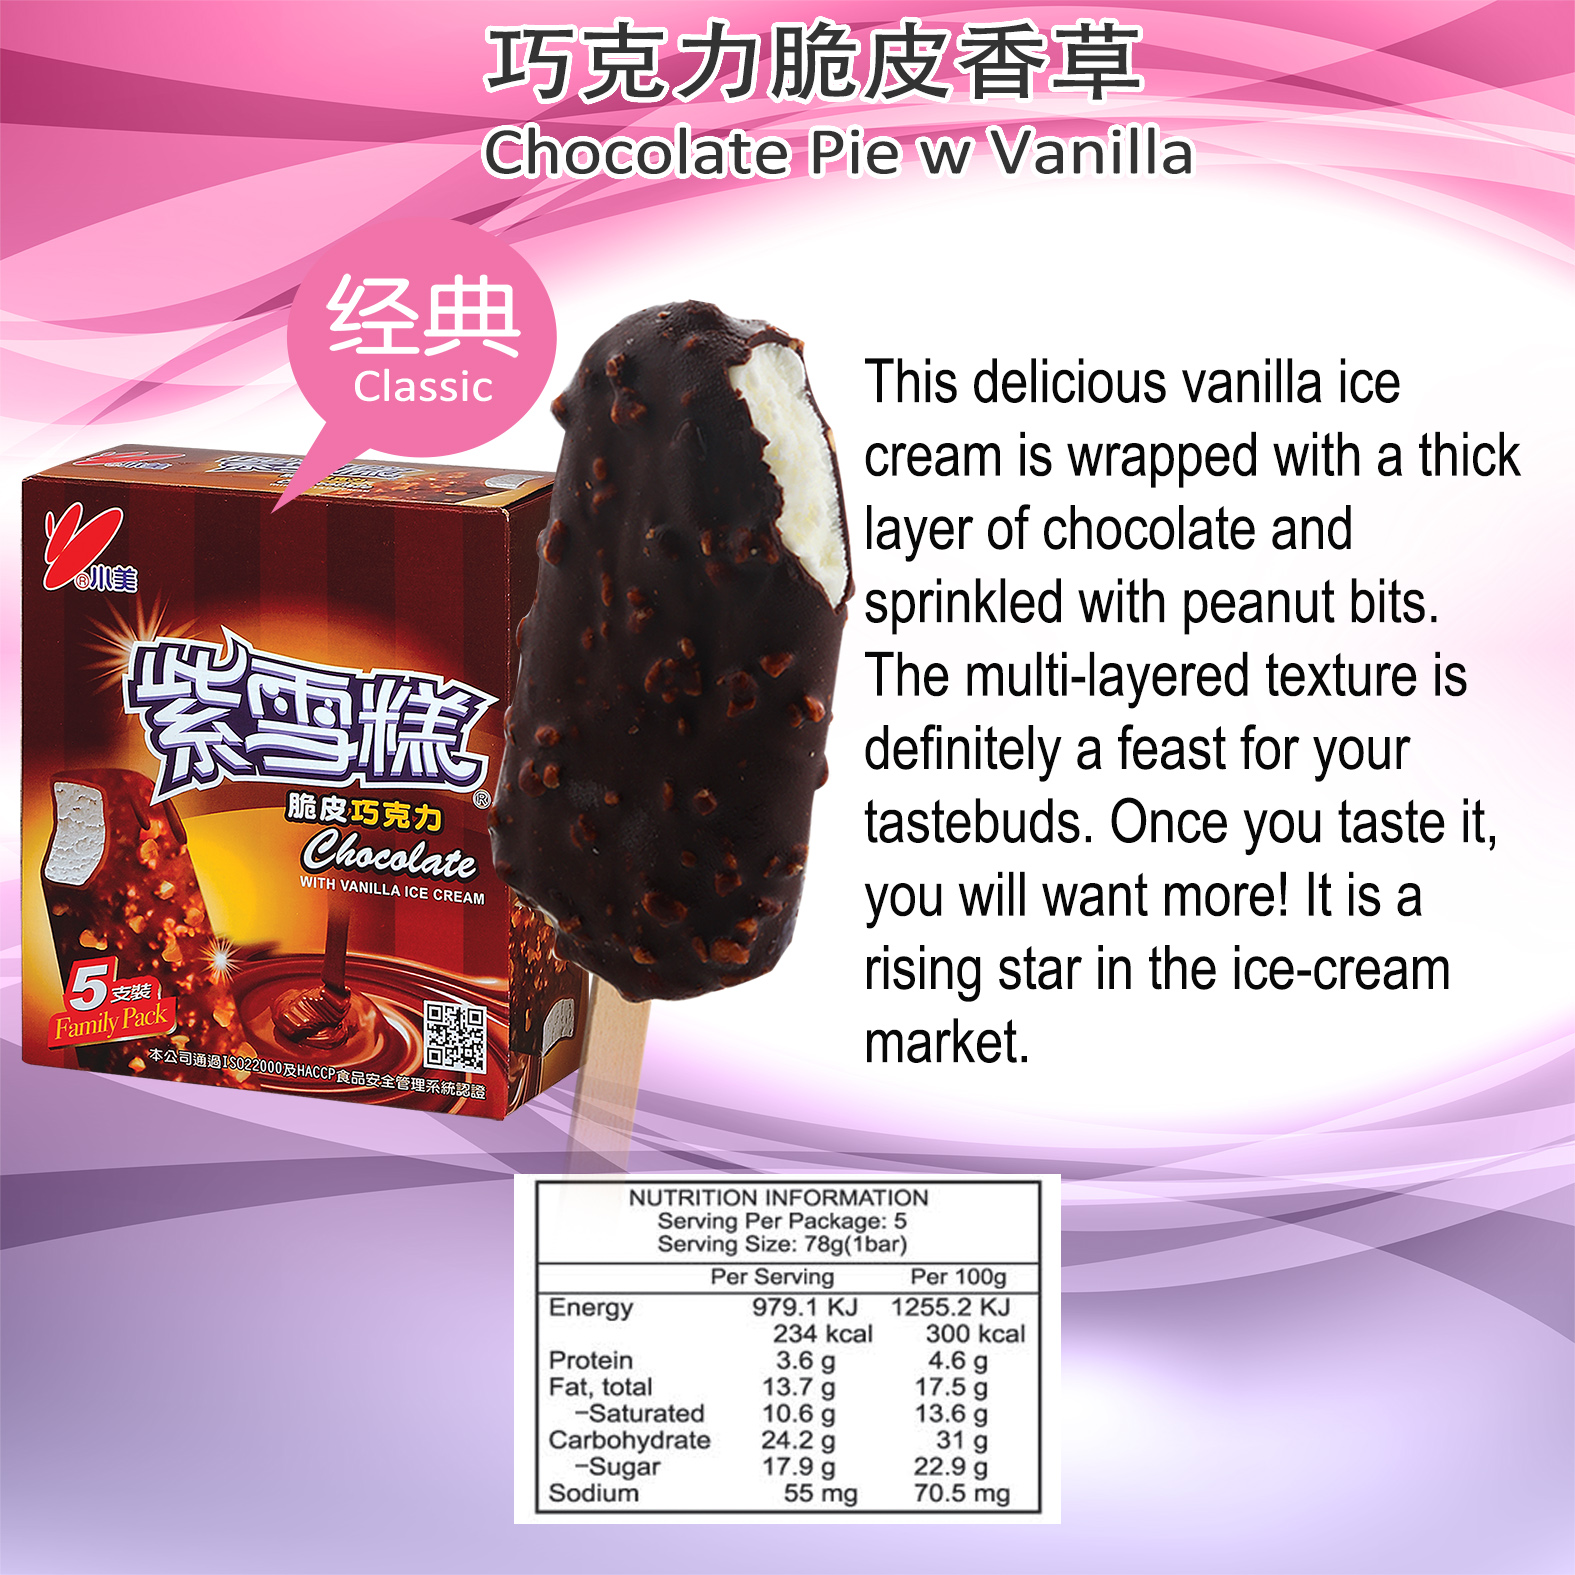 巧克力脆皮香草
Chocolate Pie w Vanilla
经典
Classic
小美
紫雪糕
®小美
紫雪糕®
脆皮巧克力
Chocolate
WITH VANILLA ICE CREAM
5支裝
Family Pack
本公司通過ISO22000及HACCP食品安全管理系統認證
This delicious vanilla ice
cream is wrapped with a thick
layer of chocolate and
sprinkled with peanut bits.
The multi-layered texture is
definitely a feast for your
tastebuds. Once you taste it,
you will want more! It is a
rising star in the ice-cream
market.
NUTRITION INFORMATION
Serving Per Package: 5
Serving Size: 78g(1bar)
Per Serving Per 100g
Energy 979.1 KJ 1255.2 KJ
234 kcal 300 kcal
Protein 3.6 g 4.6 g
Fat, total 13.7 g 17.5 g
–Saturated 10.6 g 13.6 g
Carbohydrate 24.2 g 31 g
–Sugar 17.9 g 22.9 g
Sodium 55 mg 70.5 mg